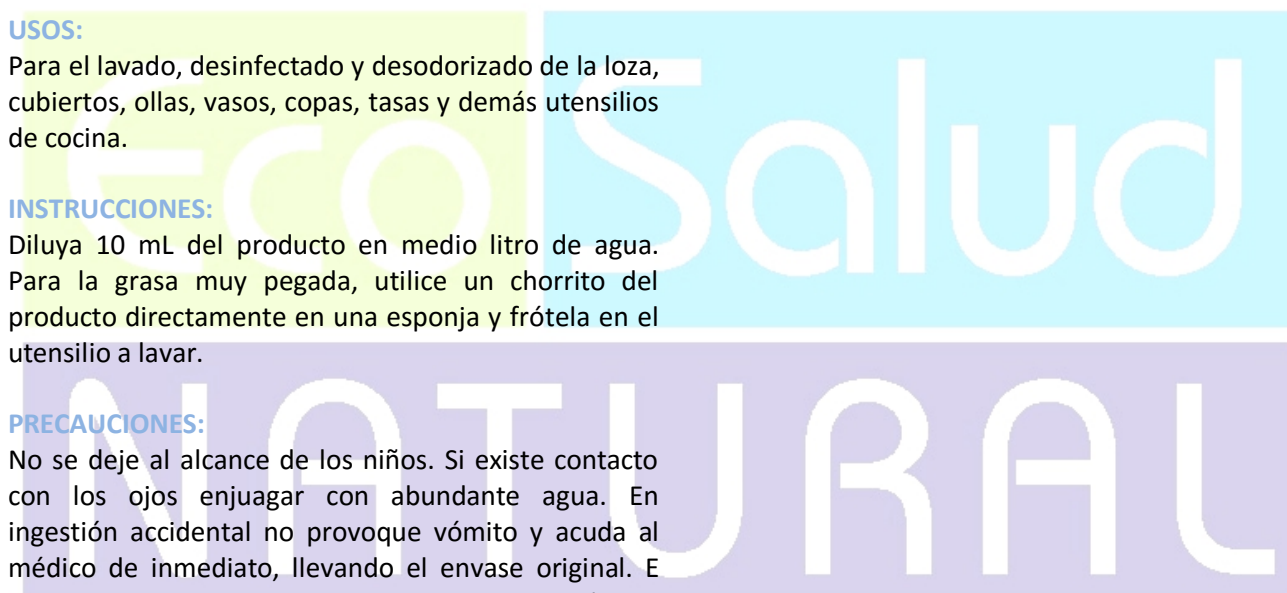 USOS:
Para el lavado, desinfectado y desodorizado de la loza,
cubiertos, ollas, vasos, copas, tasas y demás utensilios
de cocina.
INSTRUCCIONES:
Diluya 10 mL del producto en medio litro de agua.
Para la grasa muy pegada, utilice un chorrito del
producto directamente en una esponja y frótela en el
utensilio a lavar.
PRECAUCIONES:
No se deje al alcance de los niños. Si existe contacto
con los ojos enjuagar con abundante agua. En
ingestión accidental no provoque vómito y acuda al
médico de inmediato, llevando el envase original. E
Eco Salud
NATURAL